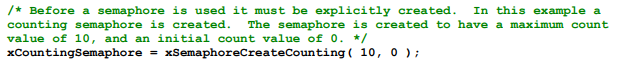 /* Before a semaphore is used it must be explicitly created.  In this example a
counting semaphore is created.  The semaphore is created to have a maximum count
value of 10, and an initial count value of 0. */
xCountingSemaphore = xSemaphoreCreateCounting( 10, 0 );